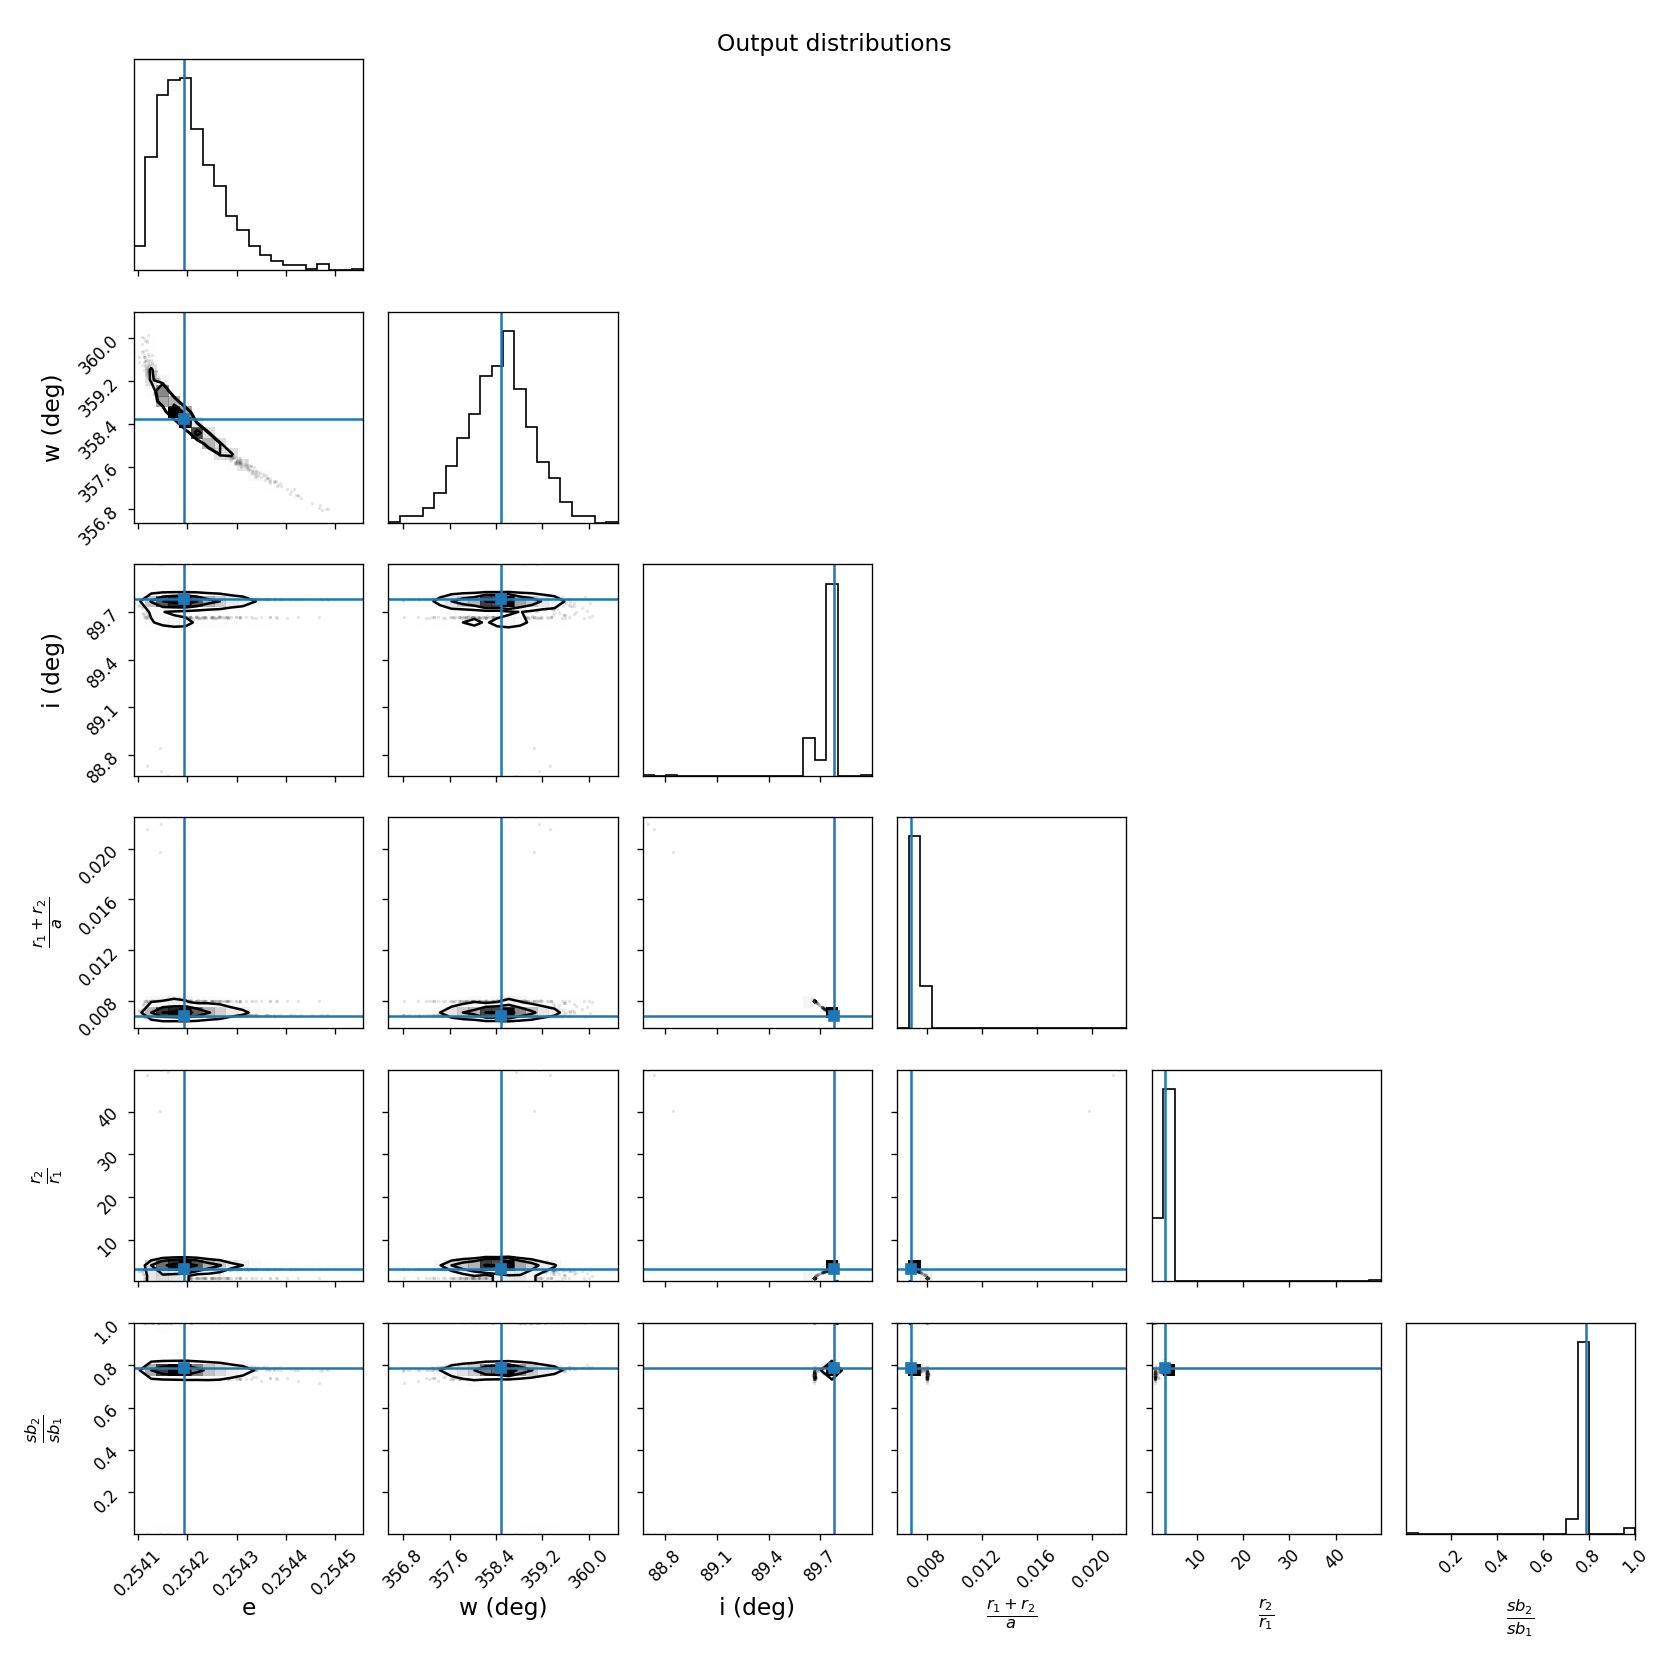 Output distributions
w (deg)
360.0
359.2
358.4
357.6
356.8
i (deg)
89.7
89.4
89.1
88.8
r₁ + r₂
a
0.020
0.016
0.012
0.008
r₂
r₁
40
30
20
10
sb₂
sb₁
1.0
0.8
0.6
0.4
0.2
0.2541 0.2542 0.2543 0.2544 0.2545
356.8 357.6 358.4 359.2 360.0
88.8 89.1 89.4 89.7
0.008 0.012 0.016 0.020
10 20 30 40
0.2 0.4 0.6 0.8 1.0
e
w (deg)
i (deg)
r₁ + r₂
a
r₂
r₁
sb₂
sb₁